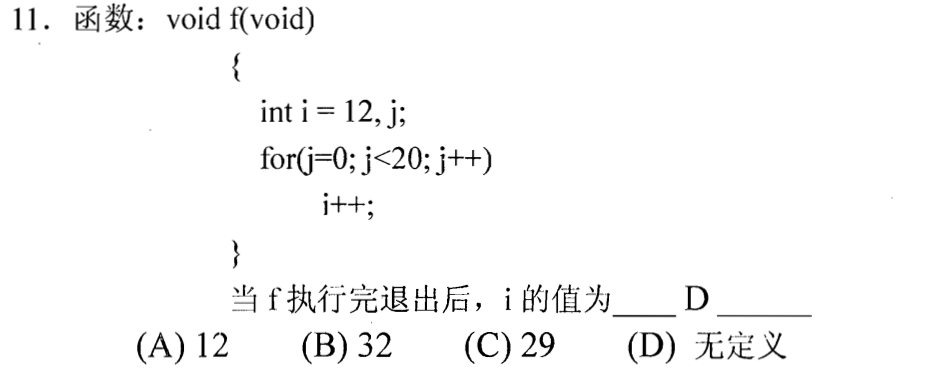 11. 函数：void f(void)
{
int i = 12, j;
for(j=0; j<20; j++)
i++;
}
当 f 执行完退出后，i 的值为____ D ______
(A) 12 (B) 32 (C) 29 (D) 无定义